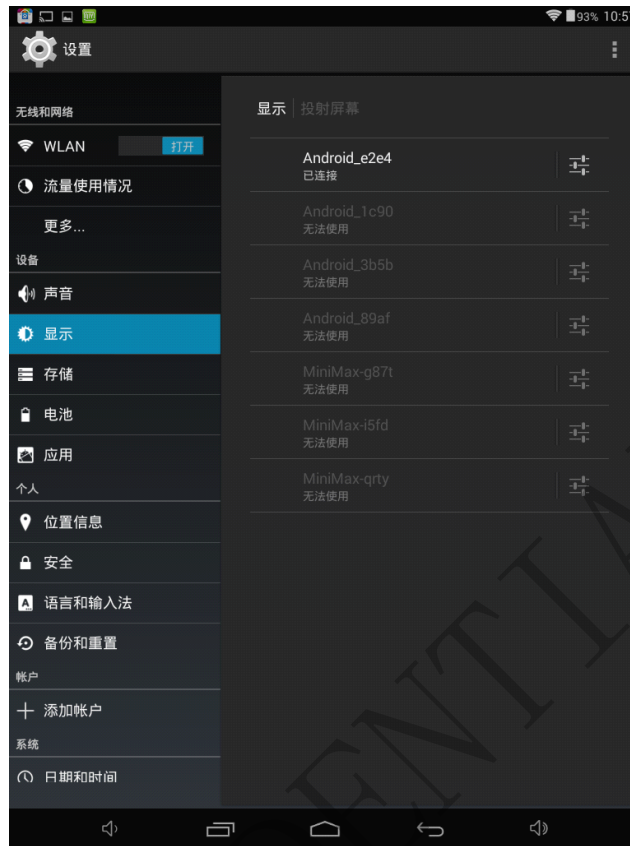 93% 10:5
设置
无线和网络
WLAN 打开
流量使用情况
更多...
设备
声音
显示
存储
电池
应用
个人
位置信息
安全
语言和输入法
备份和重置
帐户
添加帐户
系统
日期和时间
显示 投射屏幕
Android_e2e4
已连接
Android_1c90
无法使用
Android_3b5b
无法使用
Android_89af
无法使用
MiniMax-g87t
无法使用
MiniMax-i5fd
无法使用
MiniMax-qrty
无法使用
DENTIA